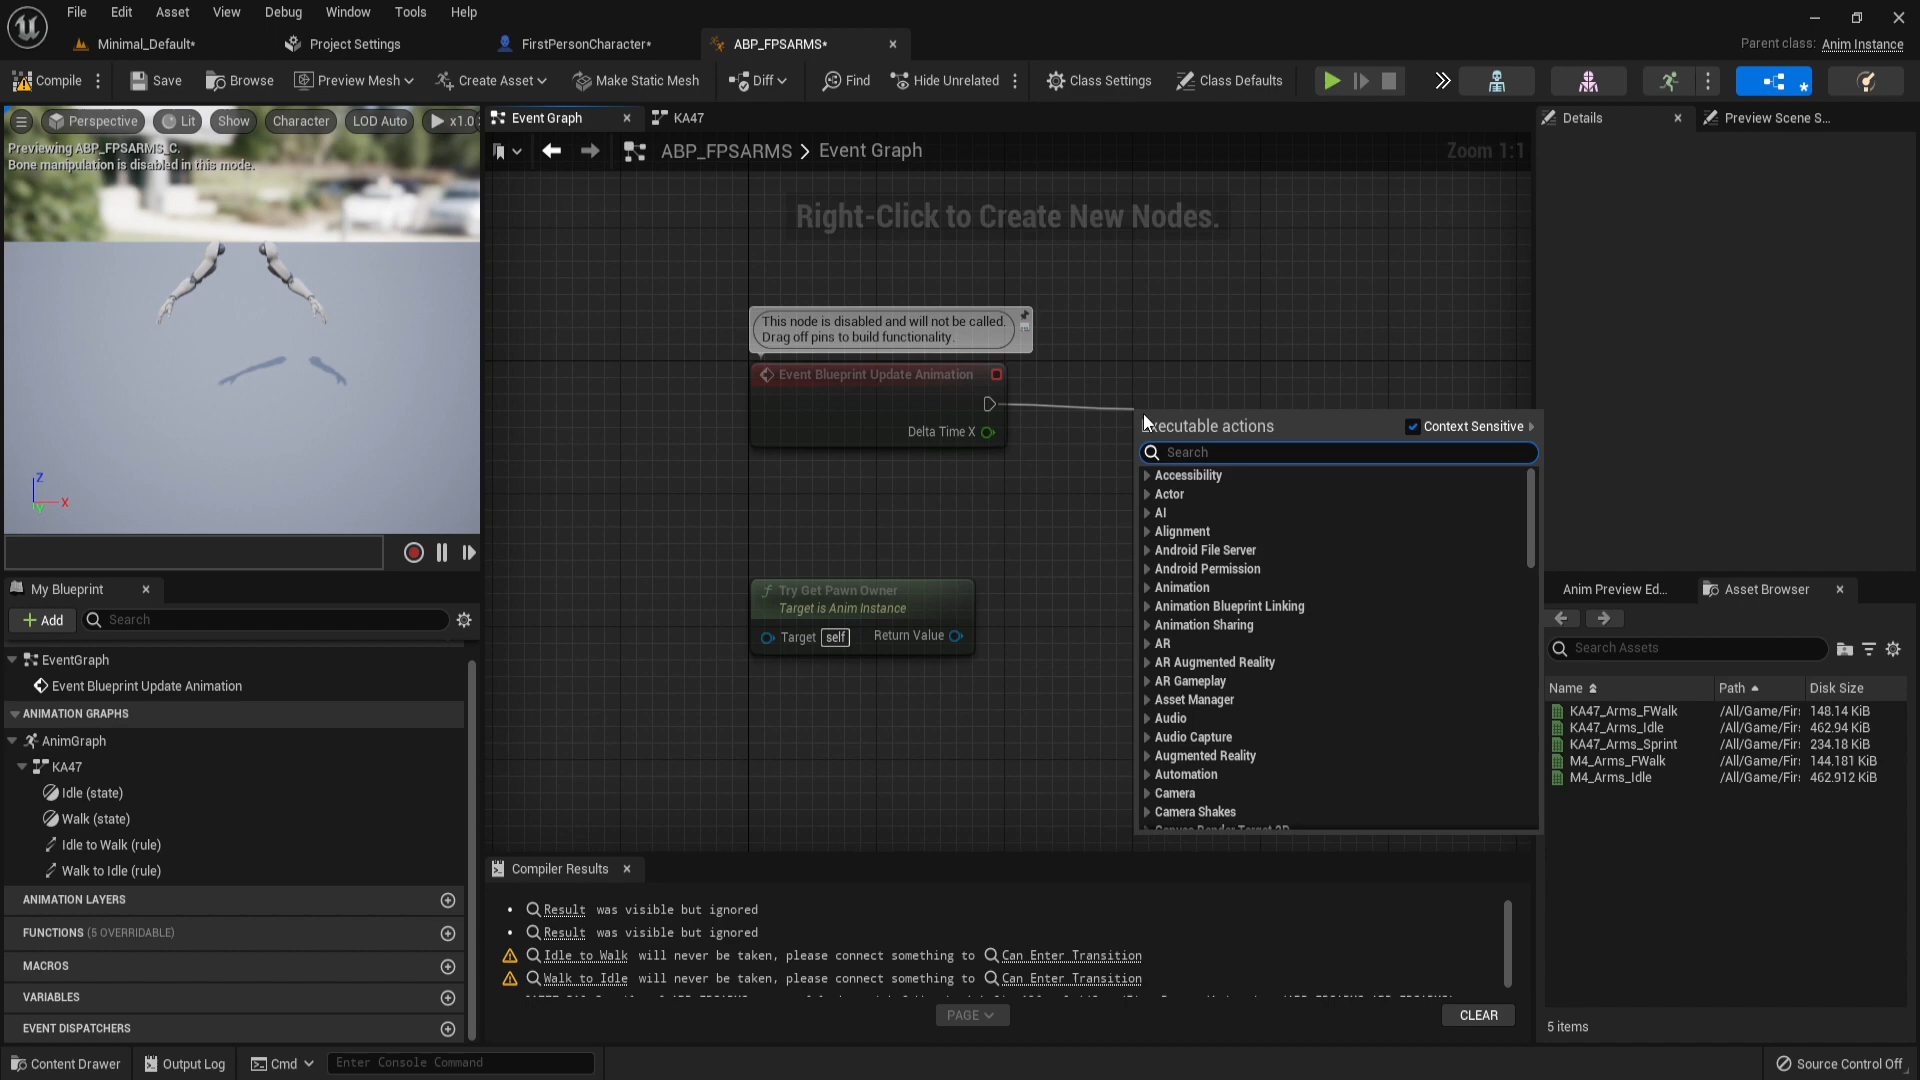 File Edit Asset View Debug Window Tools Help
Minimal_Default* Project Settings FirstPersonCharacter* ABP_FPSARMS* Parent class: Anim Instance
Compile Save Browse Preview Mesh Create Asset Make Static Mesh Diff Find Hide Unrelated Class Settings Class Defaults
Perspective Lit Show Character LOD Auto x1.0
Previewing ABP_FPSARMS_C.
Bone manipulation is disabled in this mode.
Z
X
Y
Event Graph KA47
ABP_FPSARMS > Event Graph Zoom 1:1
Right-Click to Create New Nodes.
This node is disabled and will not be called.
Drag off pins to build functionality.
Event Blueprint Update Animation
Delta Time X
Try Get Pawn Owner
Target is Anim Instance
Target self Return Value
Executable actions Context Sensitive
Search
Accessibility
Actor
AI
Alignment
Android File Server
Android Permission
Animation
Animation Blueprint Linking
Animation Sharing
AR
AR Augmented Reality
AR Gameplay
Asset Manager
Audio
Audio Capture
Augmented Reality
Automation
Camera
Camera Shakes
Canvas Render Target 2D
My Blueprint
Add Search
EventGraph
Event Blueprint Update Animation
ANIMATION GRAPHS
AnimGraph
KA47
Idle (state)
Walk (state)
Idle to Walk (rule)
Walk to Idle (rule)
ANIMATION LAYERS
FUNCTIONS (5 OVERRIDABLE)
MACROS
VARIABLES
EVENT DISPATCHERS
Compiler Results
Result was visible but ignored
Result was visible but ignored
Idle to Walk will never be taken, please connect something to Can Enter Transition
Walk to Idle will never be taken, please connect something to Can Enter Transition
PAGE CLEAR
Details Preview Scene S...
Anim Preview Ed... Asset Browser
Search Assets
Name Path Disk Size
KA47_Arms_FWalk /All/Game/Fir 148.14 KiB
KA47_Arms_Idle /All/Game/Fir 462.94 KiB
KA47_Arms_Sprint /All/Game/Fir 234.18 KiB
M4_Arms_FWalk /All/Game/Fir 144.181 KiB
M4_Arms_Idle /All/Game/Fir 462.912 KiB
5 items
Content Drawer Output Log Cmd Enter Console Command Source Control Off